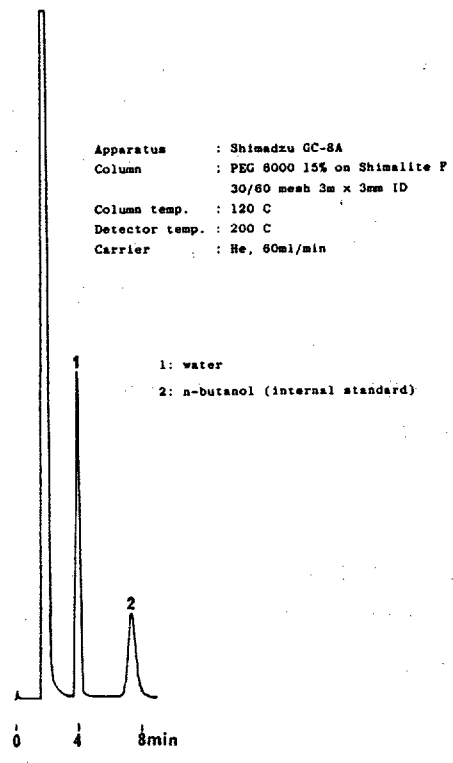 Apparatus : Shimadzu GC-8A
Column : PEG 6000 15% on Shimalite F
30/60 mesh 3m x 3mm ID
Column temp. : 120 C
Detector temp. : 200 C
Carrier : He, 60ml/min
1
1: water
2: n-butanol (internal standard)
2
0 4 8min